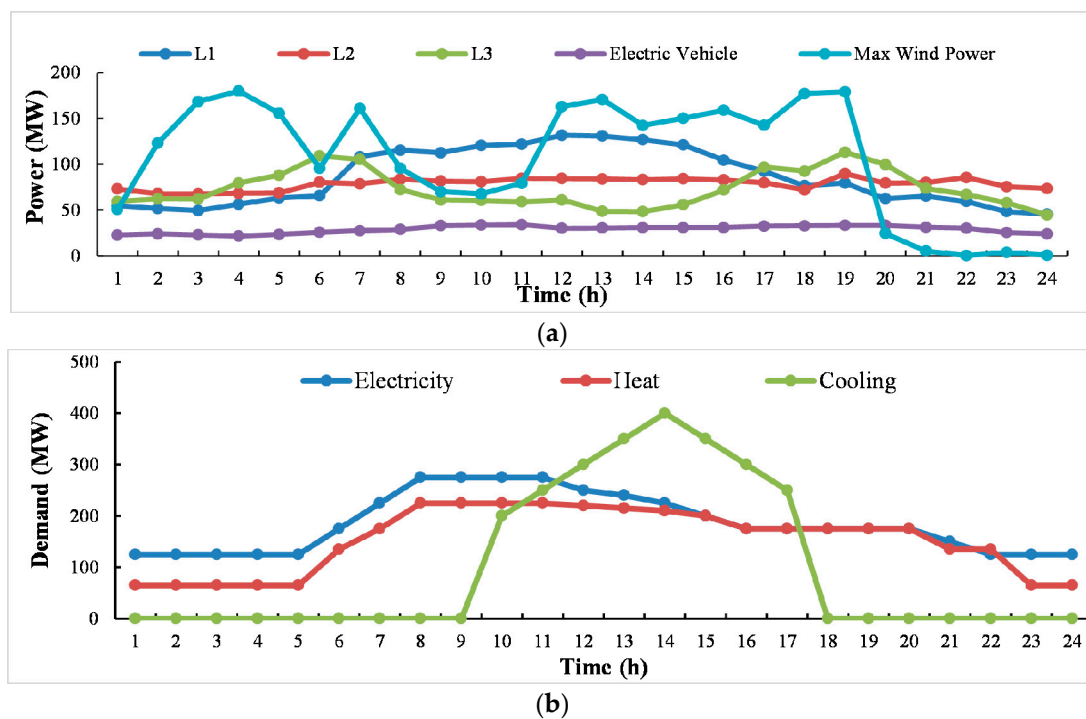 L1 L2 L3 Electric Vehicle Max Wind Power
200
150
100
50
0
Power (MW)
1 2 3 4 5 6 7 8 9 10 11 12 13 14 15 16 17 18 19 20 21 22 23 24
Time (h)
(a)
Electricity Heat Cooling
500
400
300
200
100
0
Demand (MW)
1 2 3 4 5 6 7 8 9 10 11 12 13 14 15 16 17 18 19 20 21 22 23 24
Time (h)
(b)